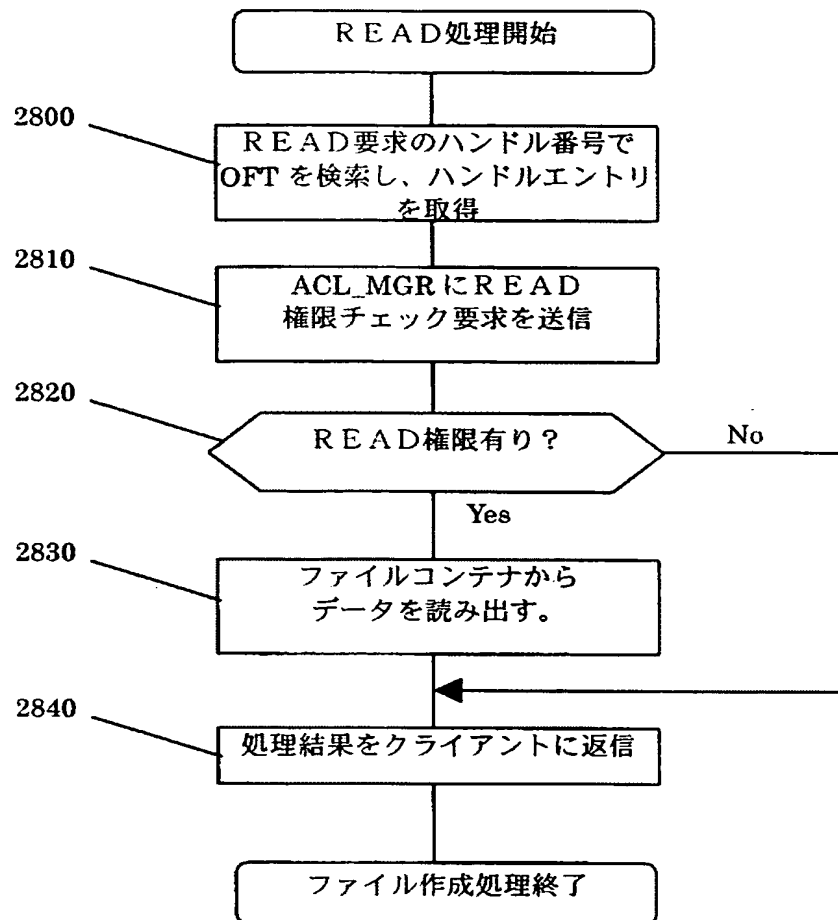 ＲＥＡＤ処理開始
2800
ＲＥＡＤ要求のハンドル番号で
OFTを検索し、ハンドルエントリ
を取得
2810
ACL_MGRにＲＥＡＤ
権限チェック要求を送信
2820
ＲＥＡＤ権限有り？
No
Yes
2830
ファイルコンテナから
データを読み出す。
2840
処理結果をクライアントに返信
ファイル作成処理終了